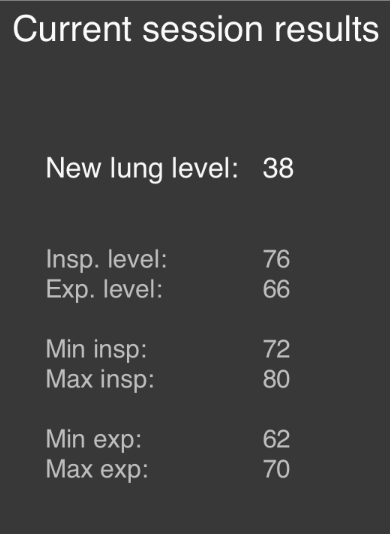 Current session results
New lung level: 38
Insp. level: 76
Exp. level: 66
Min insp: 72
Max insp: 80
Min exp: 62
Max exp: 70